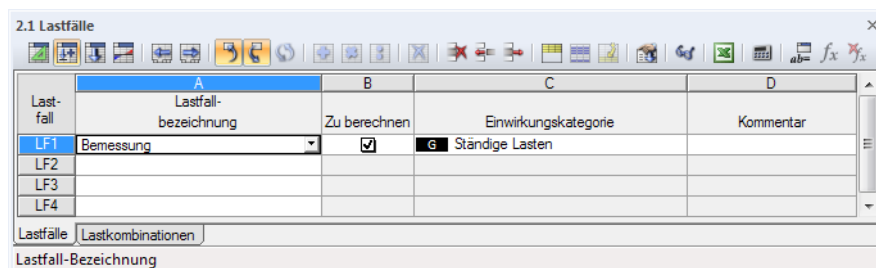 2.1 Lastfälle
A B C D
Last-
fall
Lastfall-
bezeichnung
Zu berechnen
Einwirkungskategorie
Kommentar
LF1 Bemessung G Ständige Lasten
LF2
LF3
LF4
Lastfälle Lastkombinationen
Lastfall-Bezeichnung